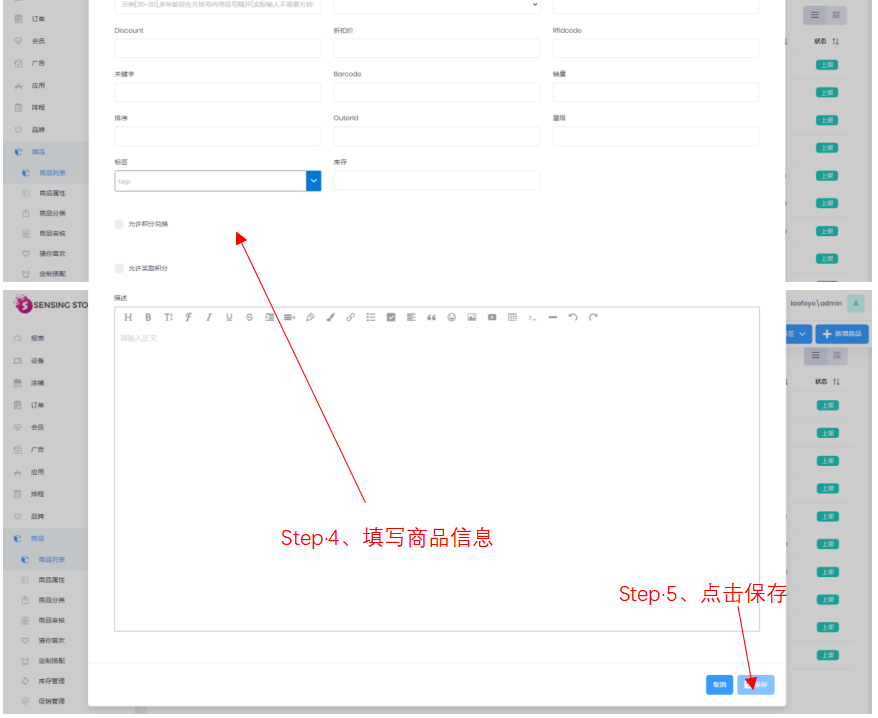 示例[20-30],多年龄段在方括号内用逗号隔开(实际输入不需要方括
订单
会员
广告
应用
排程
品牌
商品
商品列表
商品属性
商品分类
商品审核
猜你喜欢
定制搭配
Discount
折扣价
Rfidcode
关键字
Barcode
销量
排序
OuterId
星级
标签
库存
tags
允许积分兑换
允许奖励积分
状态
上架
上架
上架
上架
上架
上架
上架
上架
SENSING STO
报表
设备
店铺
订单
会员
广告
应用
排程
品牌
商品
商品列表
商品属性
商品分类
商品审核
猜你喜欢
定制搭配
库存管理
促销管理
描述
请输入正文
Step·4、填写商品信息
Step·5、点击保存
取消
保存
laofoye\admin
A
新增商品
状态
上架
上架
上架
上架
上架
上架
上架
上架
上架
上架